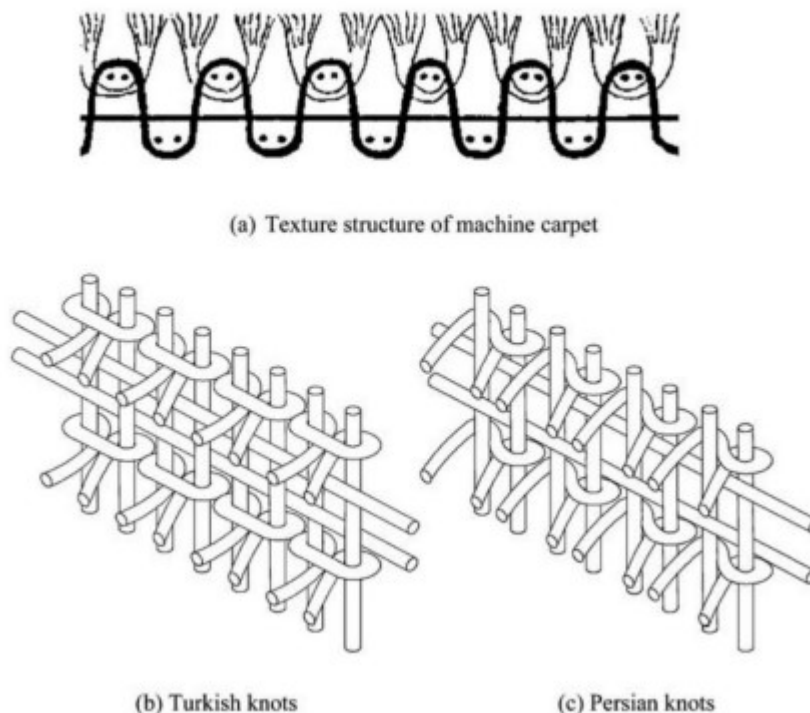 (a) Texture structure of machine carpet
(b) Turkish knots
(c) Persian knots